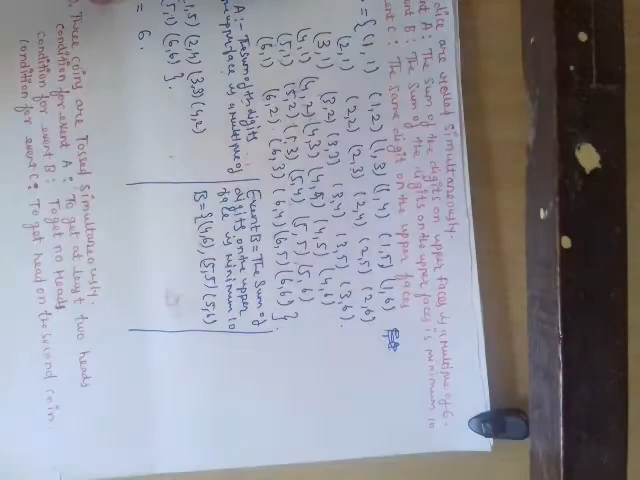 dice are rolled simultaneously.
nt A: The sum of the digits on upper faces is a multiple of 6.
ent B: The sum of the digits on the upper faces is minimum 10
ent C: The same digit on the upper faces
= { (1,1) (1,2) (1,3) (1,4) (1,5) (1,6)
(2,1) (2,2) (2,3) (2,4) (2,5) (2,6)
(3,1) (3,2) (3,3) (3,4) (3,5) (3,6).
(4,1) (4,2) (4,3) (4,4) (4,5) (4,6)
(5,1) (5,2) (5,3) (5,4) (5,5) (5,6)
(6,1) (6,2) (6,3) (6,4) (6,5) (6,6) }.
A:- The sum of the digits
upper face is a multiple of
1,5) (2,4) (3,3) (4,2)
5,1) (6,6) }.
= 6.
Event B = The sum of
digits on the upper
face is minimum 10
B = { (4,6), (5,5) (5,6)
Three coins are Tossed simultaneously.
condition for event A: To get at least two heads
condition for event B: To get no heads
condition for event C: To get head on the second coin.